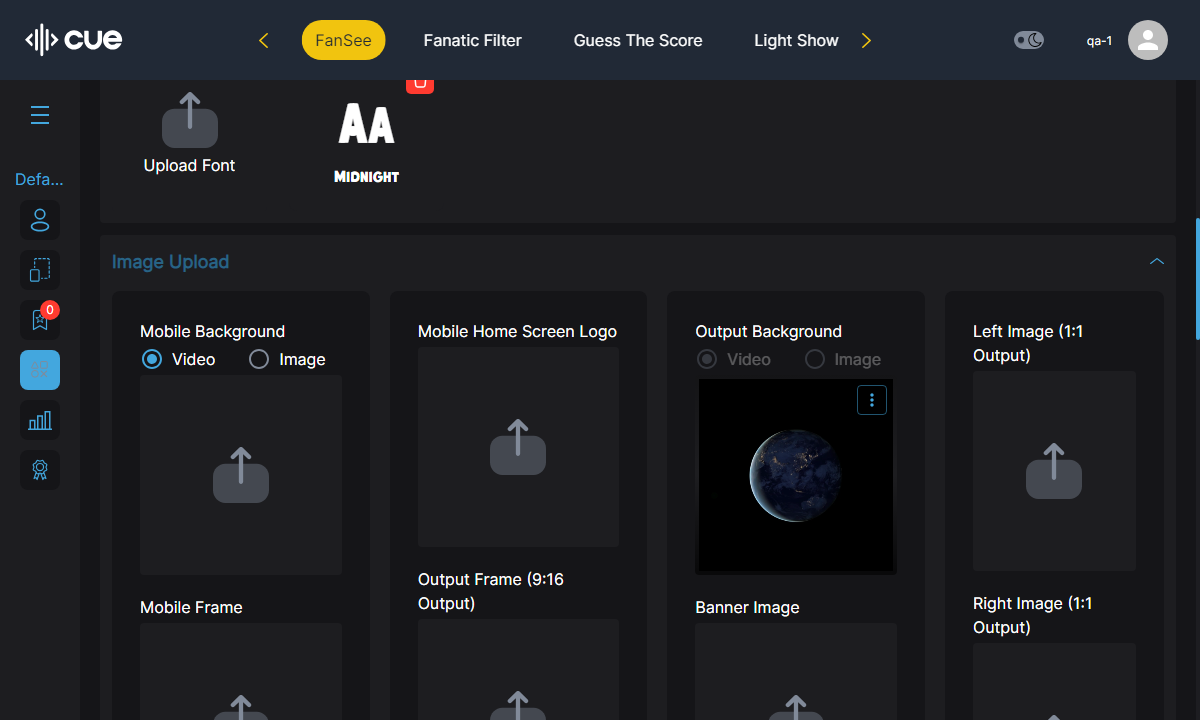 cue
FanSee
Fanatic Filter
Guess The Score
Light Show
qa-1
Defa...
0
Upload Font
AA
MIDNIGHT
Image Upload
Mobile Background
Video
Image
Mobile Home Screen Logo
Output Background
Video
Image
Left Image (1:1
Output)
Mobile Frame
Output Frame (9:16
Output)
Banner Image
Right Image (1:1
Output)